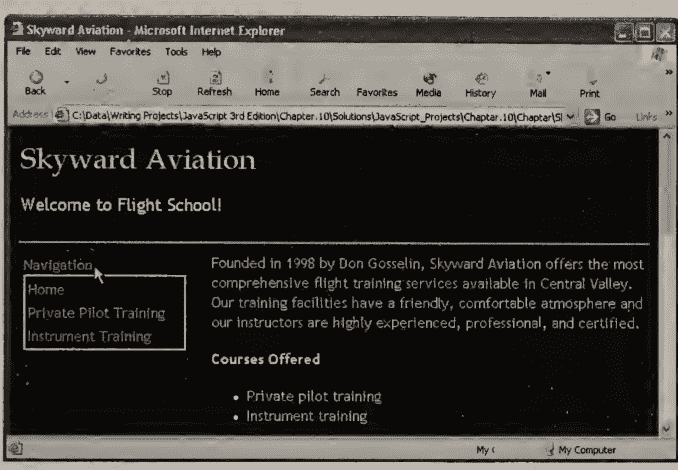 Skyward Aviation - Microsoft Internet Explorer
File Edit View Favorites Tools Help
Back Stop Refresh Home Search Favorites Media History Mail Print
Address C:\Data\Writing Projects\JavaScript 3rd Edition\Chapter.10\Solutions\JavaScript_Projects\Chapter.10\Chapter\Sl Go Links
Skyward Aviation
Welcome to Flight School!
Navigation
Home
Private Pilot Training
Instrument Training
Founded in 1998 by Don Gosselin, Skyward Aviation offers the most
comprehensive flight training services available in Central Valley.
Our training facilities have a friendly, comfortable atmosphere and
our instructors are highly experienced, professional, and certified.
Courses Offered
• Private pilot training
• Instrument training
My Computer